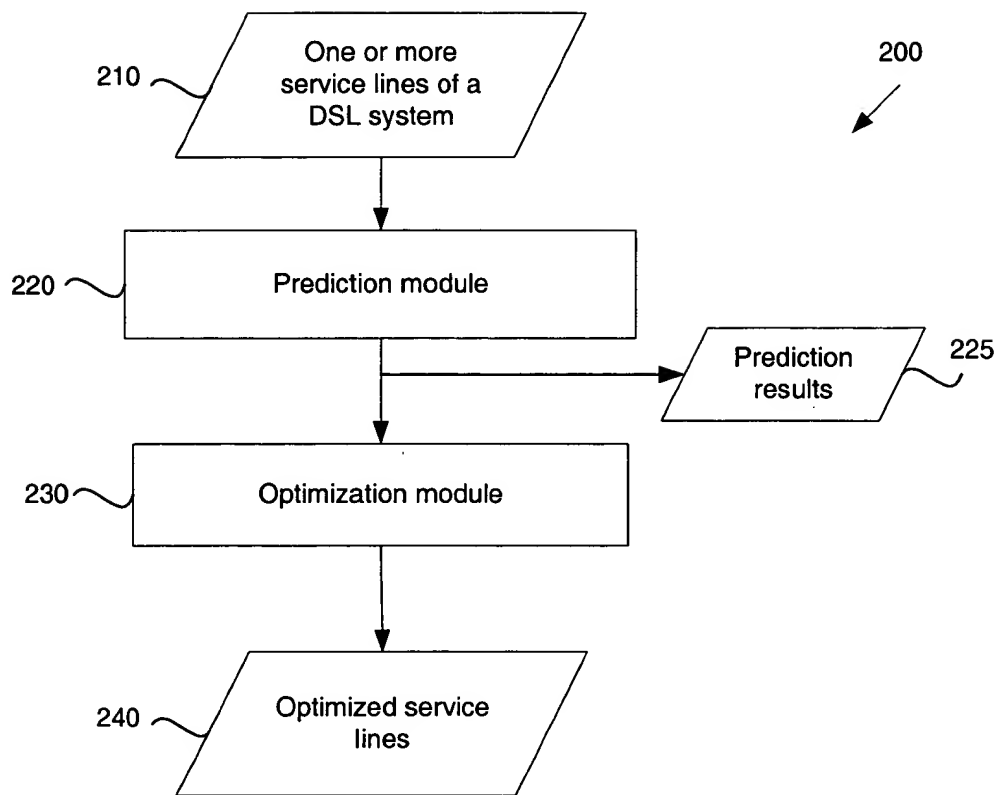 One or more
service lines of a
DSL system
210
200
Prediction module
220
Prediction
results
225
Optimization module
230
Optimized service
lines
240